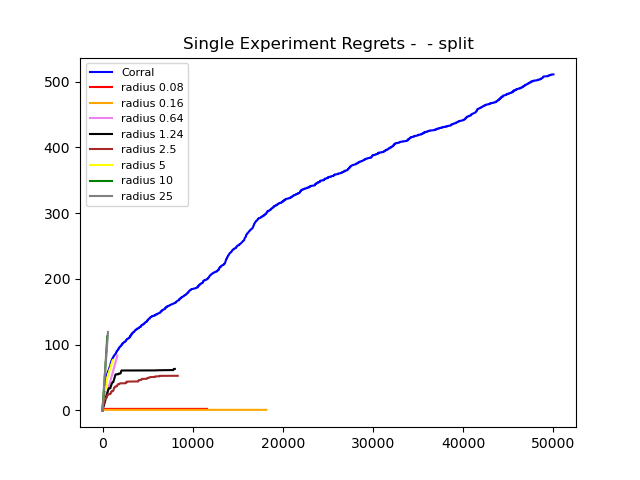 Single Experiment Regrets -  - split
Corral
radius 0.08
radius 0.16
radius 0.64
radius 1.24
radius 2.5
radius 5
radius 10
radius 25
500
400
300
200
100
0
0 10000 20000 30000 40000 50000